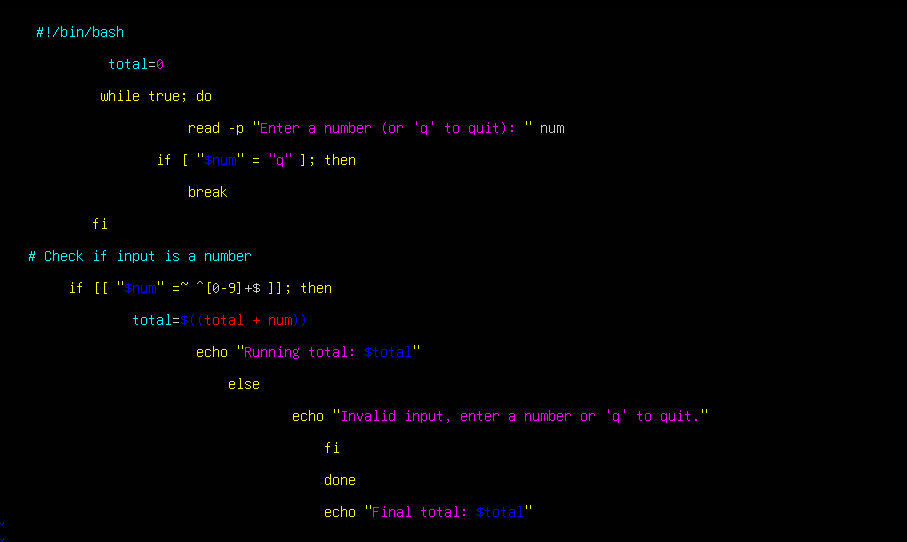 #!/bin/bash
total=0
while true; do
read -p "Enter a number (or 'q' to quit): " num
if [ "$num" = "q" ]; then
break
fi
# Check if input is a number
if [[ "$num" =~ ^[0-9]+$ ]]; then
total=$((total + num))
echo "Running total: $total"
else
echo "Invalid input, enter a number or 'q' to quit."
fi
done
echo "Final total: $total"